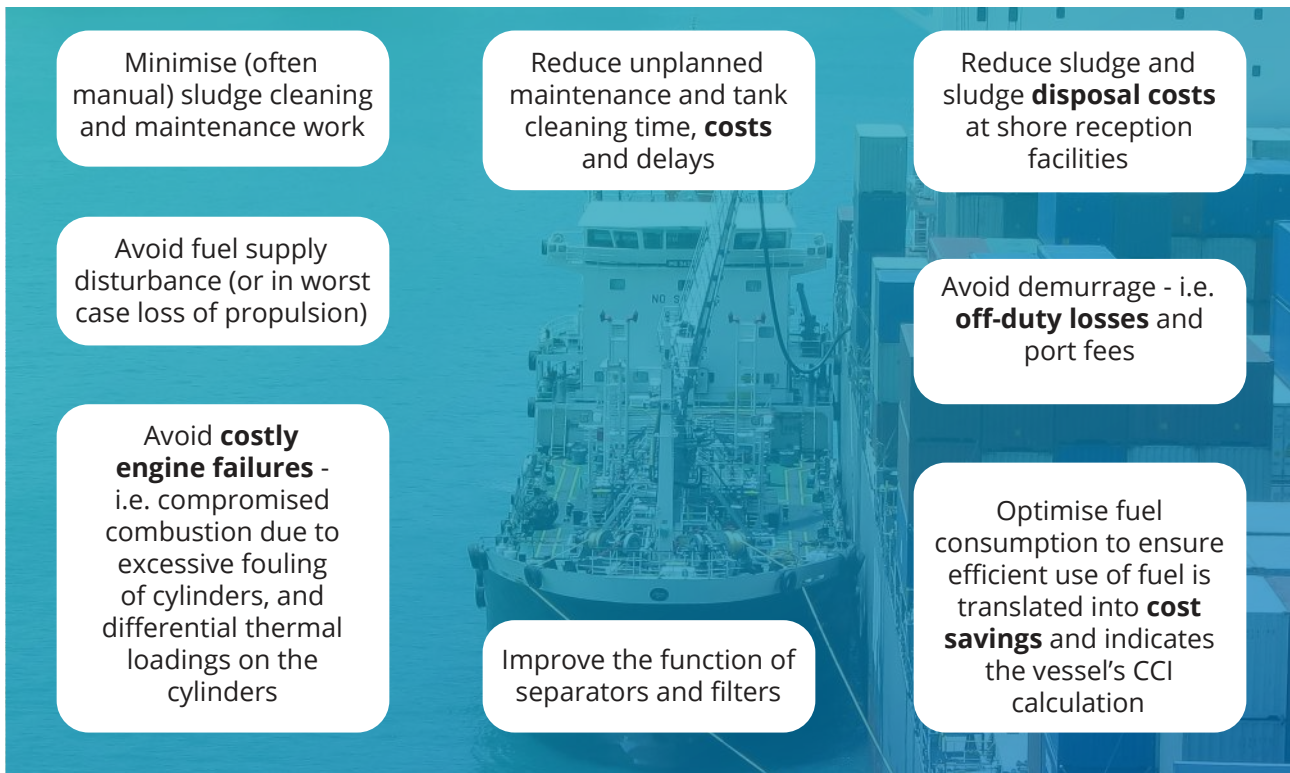 Minimise (often
manual) sludge cleaning
and maintenance work
Avoid fuel supply
disturbance (or in worst
case loss of propulsion)
Avoid costly
engine failures -
i.e. compromised
combustion due to
excessive fouling
of cylinders, and
differential thermal
loadings on the
cylinders
Reduce unplanned
maintenance and tank
cleaning time, costs
and delays
NO S
Improve the function of
separators and filters
Reduce sludge and
sludge disposal costs
at shore reception
facilities
Avoid demurrage - i.e.
off-duty losses and
port fees
Optimise fuel
consumption to ensure
efficient use of fuel is
translated into cost
savings and indicates
the vessel’s CCI
calculation